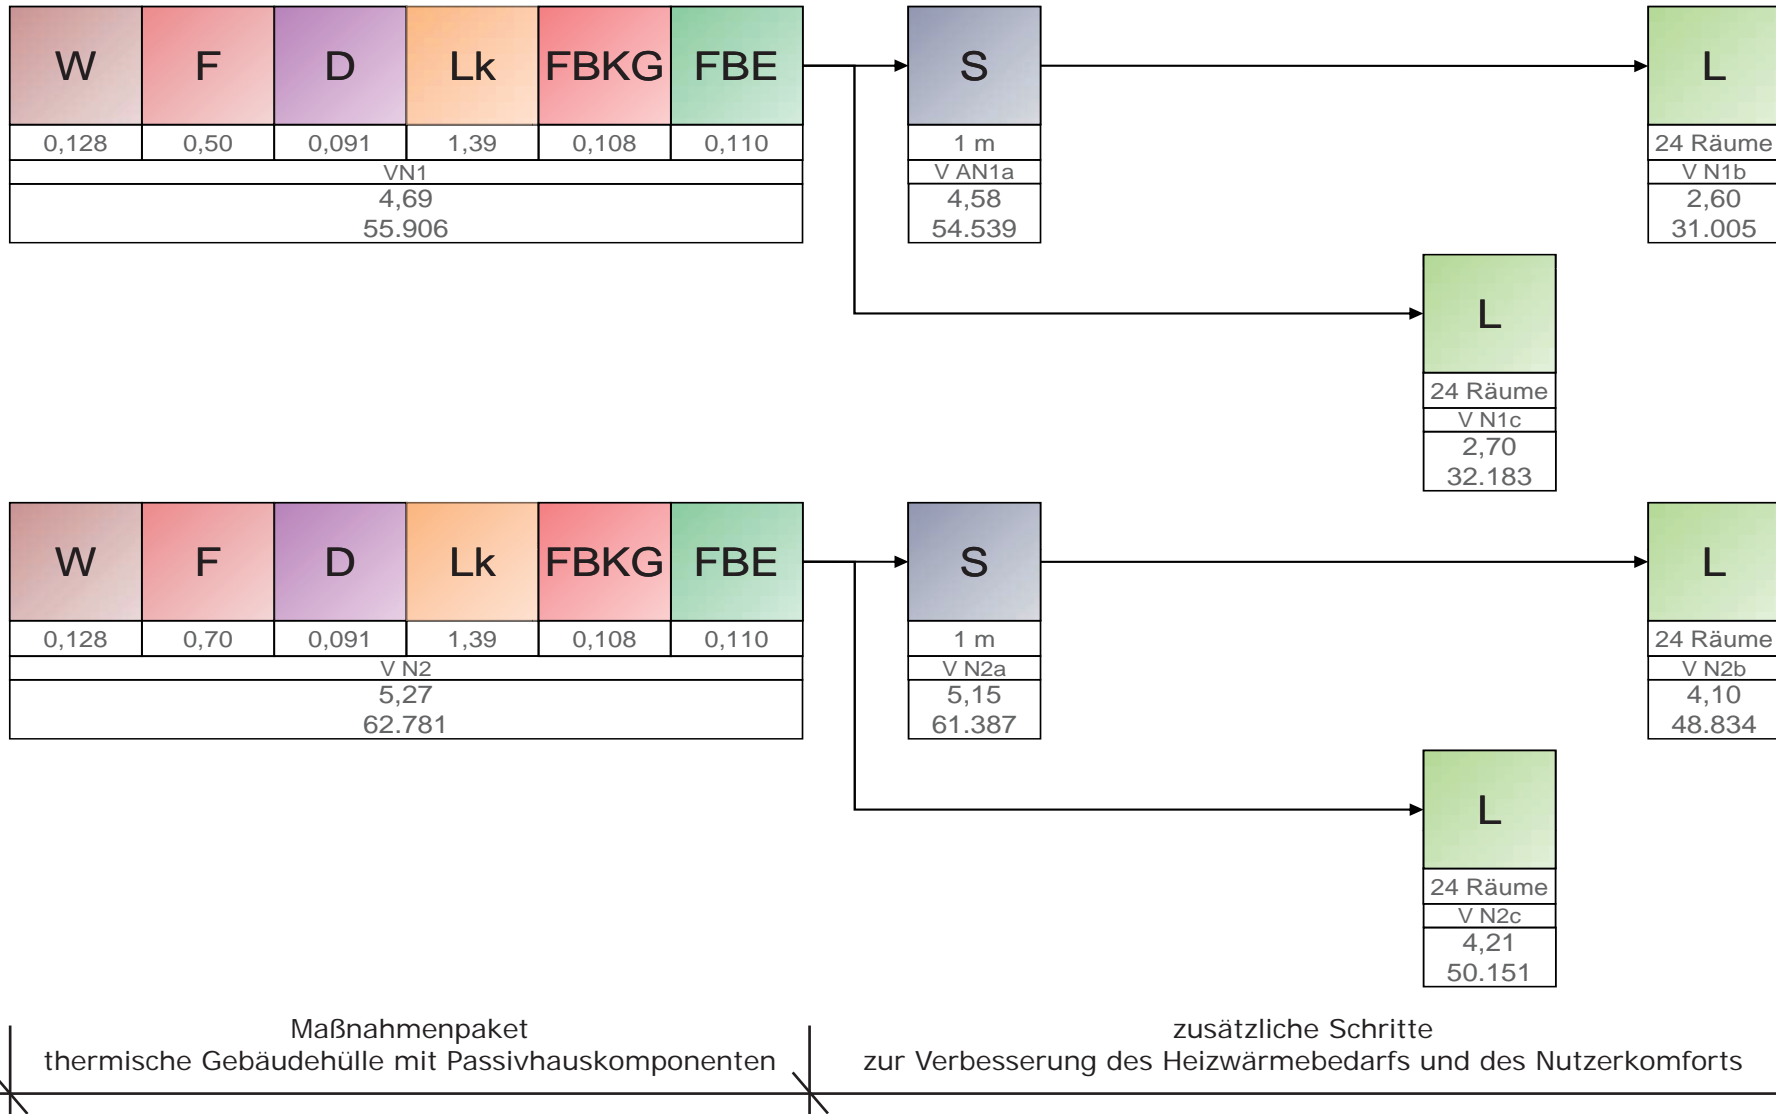 W F D Lk FBKG FBE S L
0,128 0,50 0,091 1,39 0,108 0,110 1 m 24 Räume
VN1 V AN1a V N1b
4,69 4,58 2,60
55.906 54.539 31.005
L
24 Räume
V N1c
2,70
32.183
W F D Lk FBKG FBE S L
0,128 0,70 0,091 1,39 0,108 0,110 1 m 24 Räume
V N2 V N2a V N2b
5,27 5,15 4,10
62.781 61.387 48.834
L
24 Räume
V N2c
4,21
50.151
Maßnahmenpaket
thermische Gebäudehülle mit Passivhauskomponenten
zusätzliche Schritte
zur Verbesserung des Heizwärmebedarfs und des Nutzerkomforts